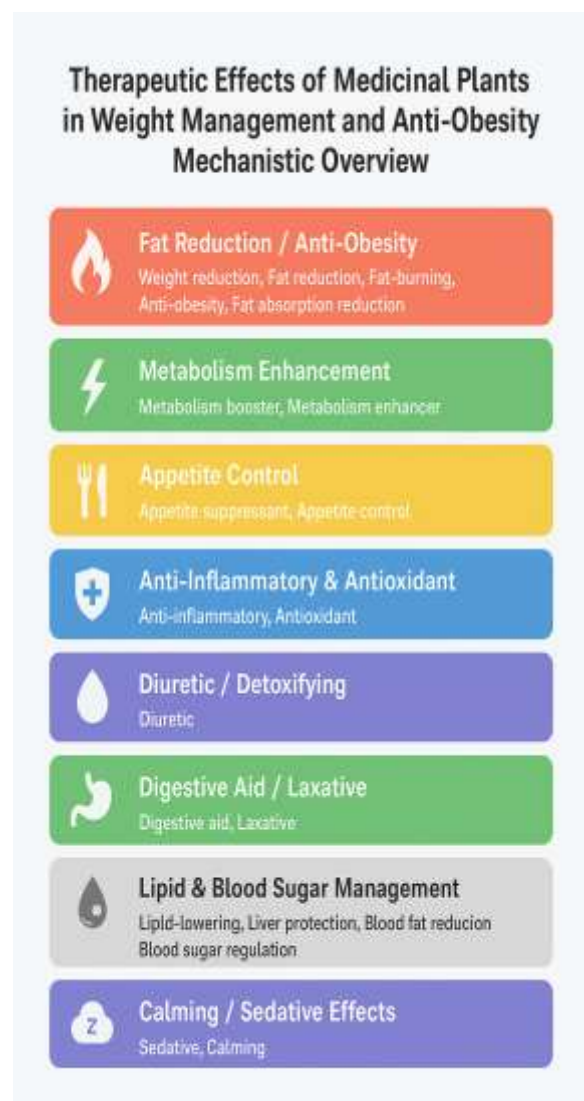 Therapeutic Effects of Medicinal Plants
in Weight Management and Anti-Obesity
Mechanistic Overview
Fat Reduction / Anti-Obesity
Weight reduction, Fat reduction, Fat-burning,
Anti-obesity, Fat absorption reduction
Metabolism Enhancement
Metabolism booster, Metabolism enhancer
Appetite Control
Appetite suppressant, Appetite control
Anti-Inflammatory & Antioxidant
Anti-inflammatory, Antioxidant
Diuretic / Detoxifying
Diuretic
Digestive Aid / Laxative
Digestive aid, Laxative
Lipid & Blood Sugar Management
Lipld-lowering, Liver protection, Blood fat reducion
Blood sugar regulation
Calming / Sedative Effects
Z
Sedative, Calming